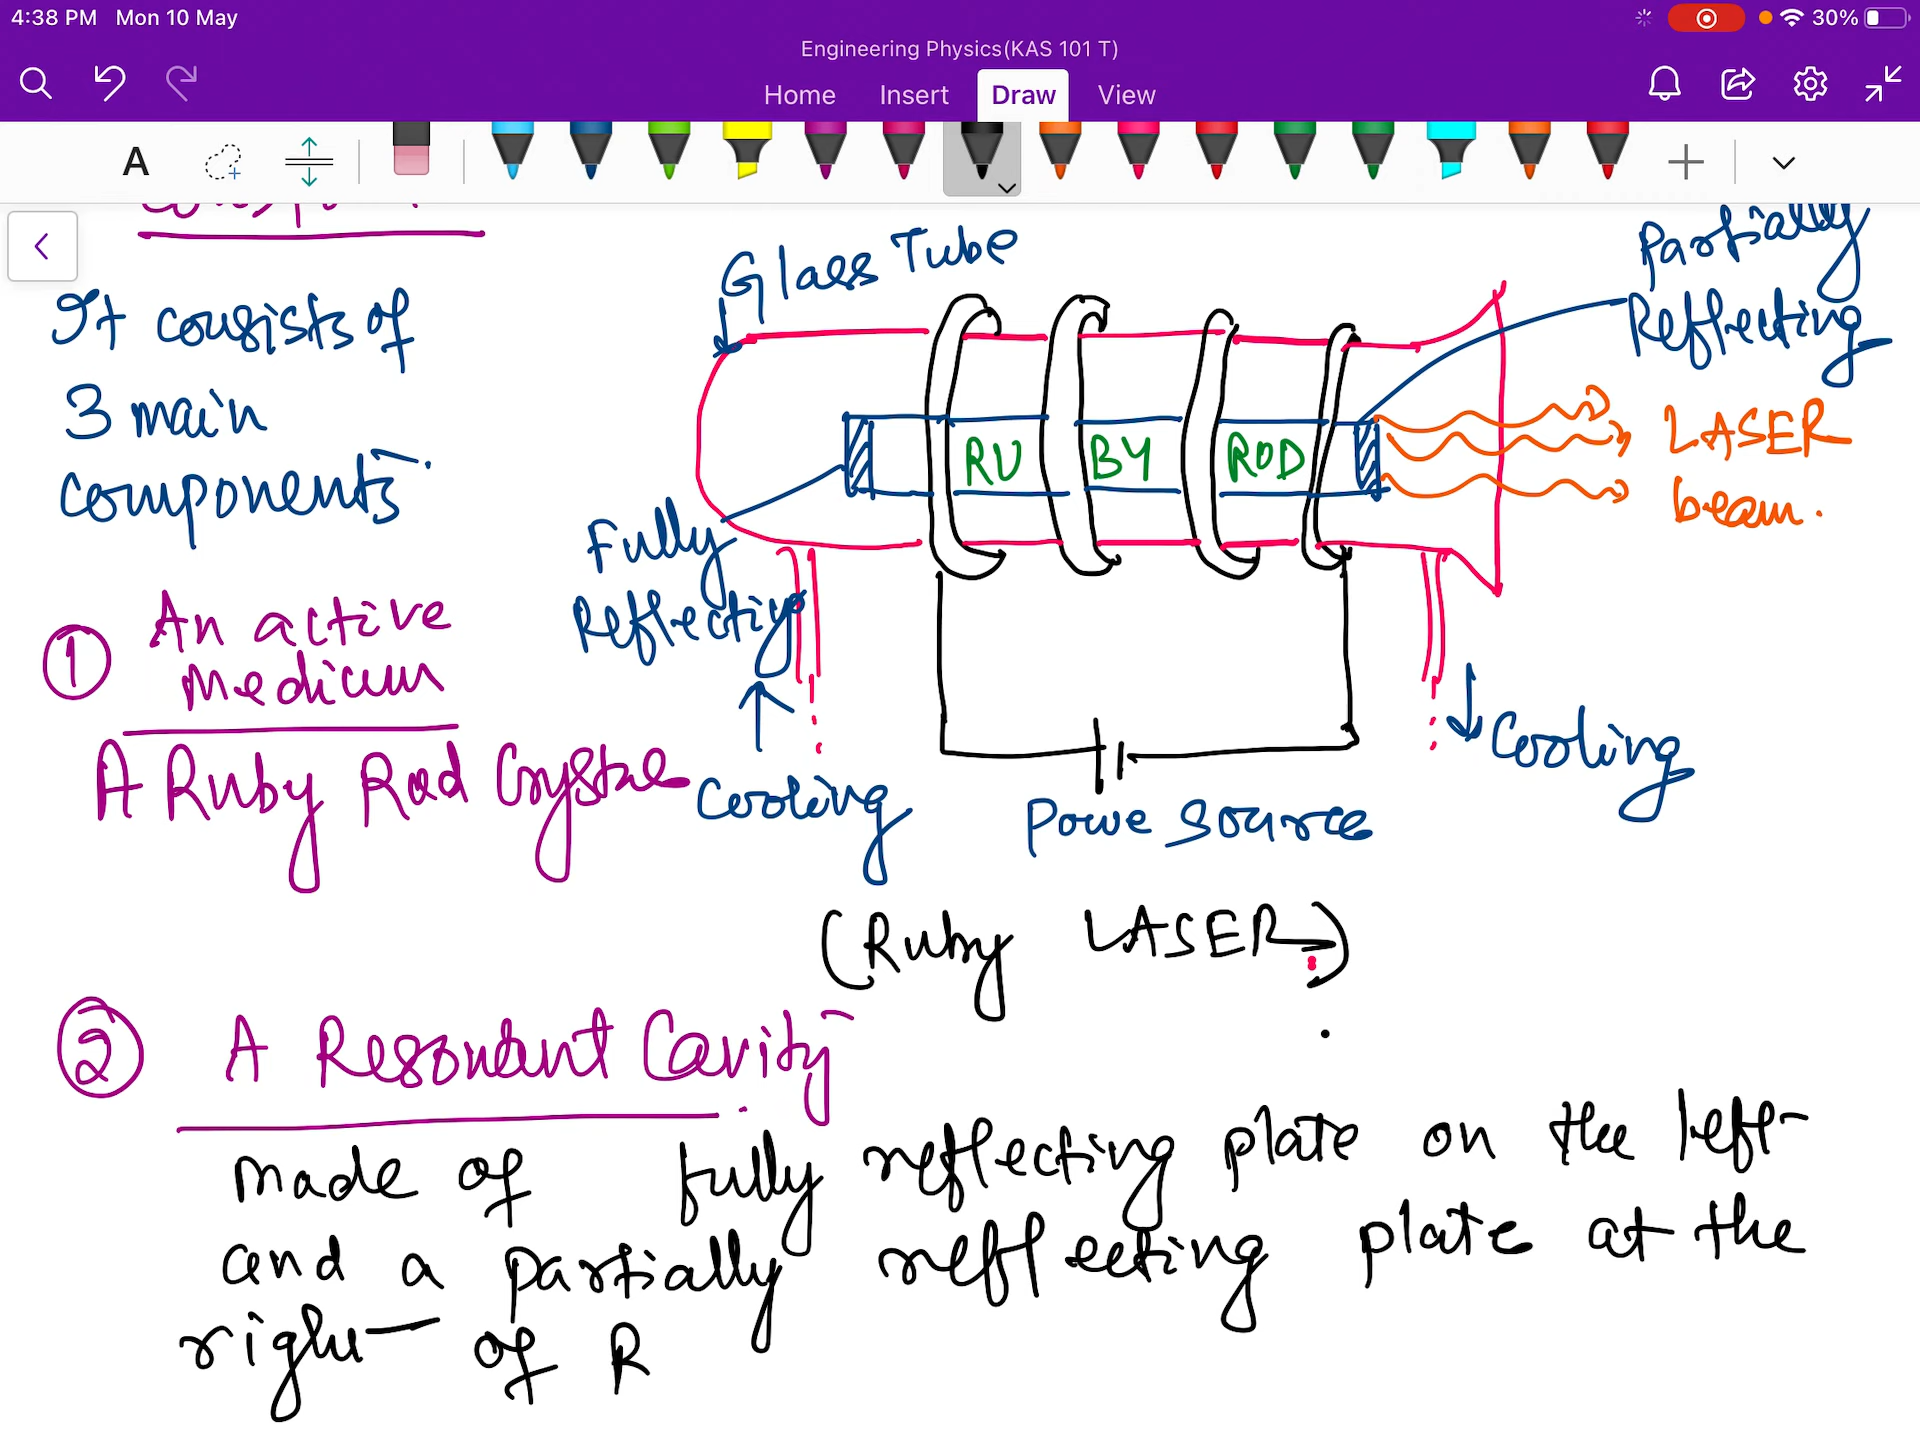 4:38 PM Mon 10 May
30%
Engineering Physics(KAS 101 T)
Home Insert Draw View
A
Glass Tube
Partially
Reflecting
It consists of
3 main
components
RU BY ROD
LASER
beam.
Fully
Reflecting
① An active
Medium
A Ruby Rod Crystal
Cooling
Cooling
Powe source
(Ruby LASER)
② A Resonant Cavity
made of fully reflecting plate on the left
and a partially reflecting plate at the
right of R